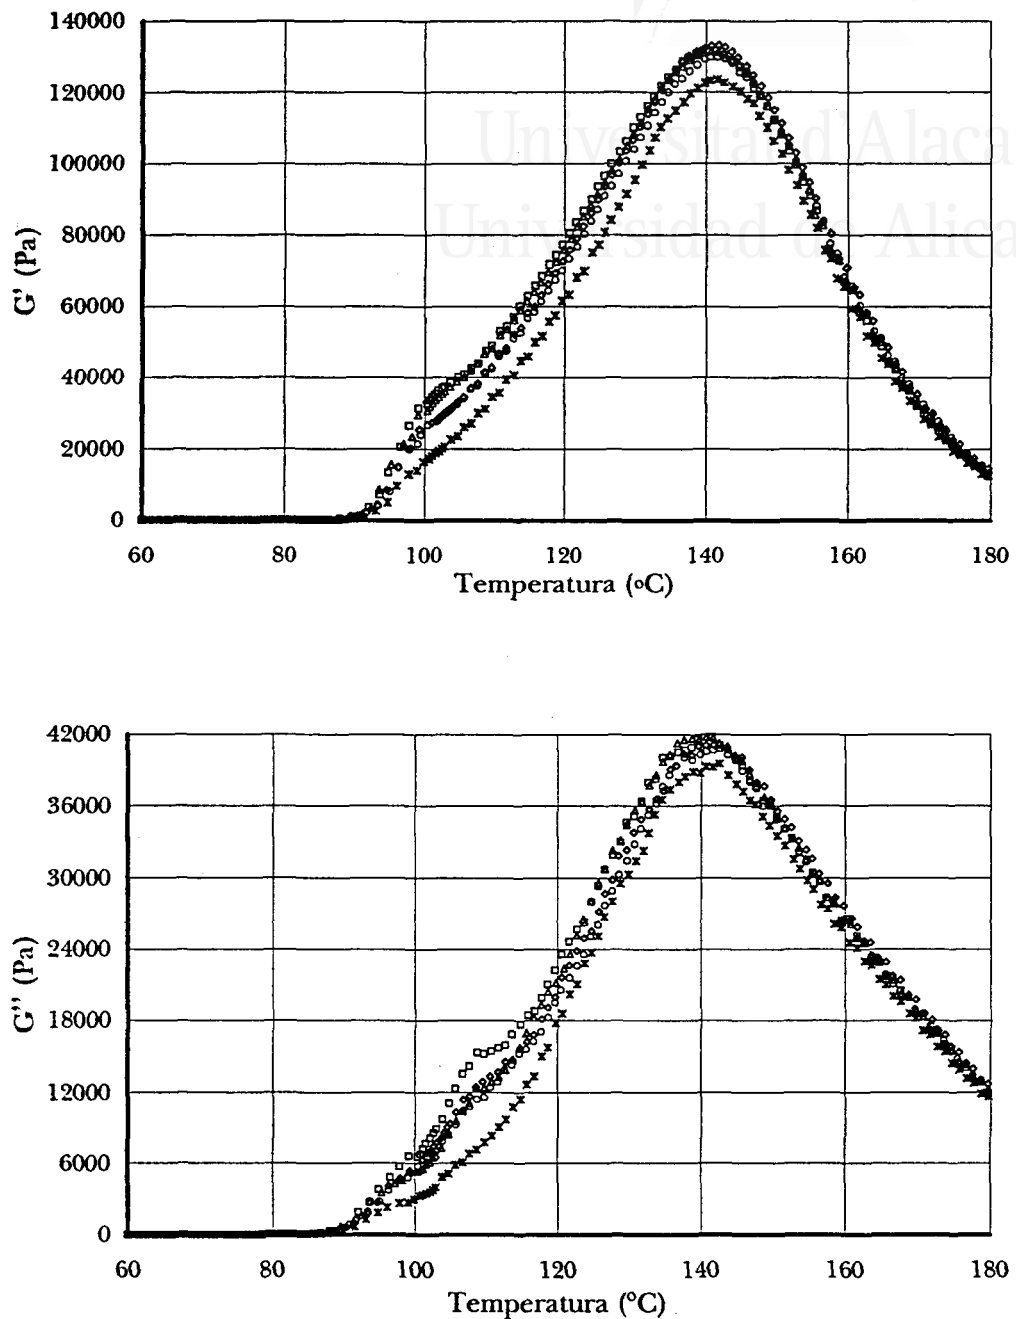 140000
120000
100000
80000
60000
40000
20000
0
G' (Pa)
60 80 100 120 140 160 180
Temperatura (oC)
Universitat d'Alaca
Universidad de Alica
42000
36000
30000
24000
18000
12000
6000
0
G'' (Pa)
60 80 100 120 140 160 180
Temperatura (°C)